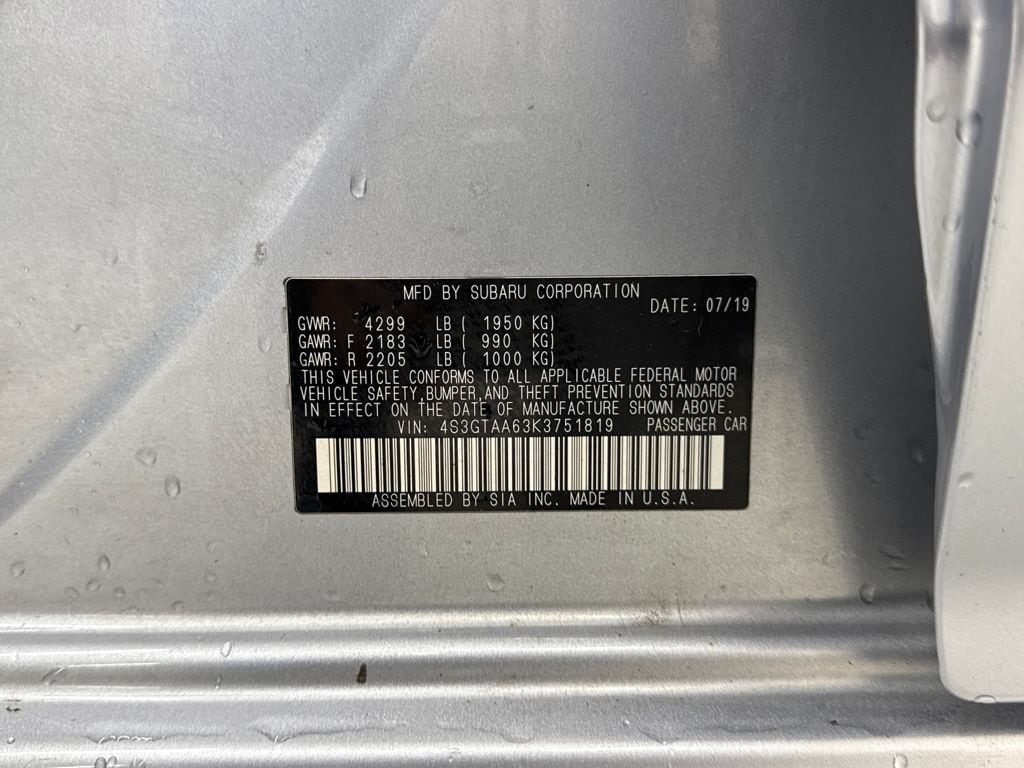 MFD BY SUBARU CORPORATION
DATE: 07/19
GVWR: 4299 LB ( 1950 KG)
GAWR: F 2183 LB ( 990 KG)
GAWR: R 2205 LB ( 1000 KG)
THIS VEHICLE CONFORMS TO ALL APPLICABLE FEDERAL MOTOR
VEHICLE SAFETY, BUMPER, AND THEFT PREVENTION STANDARDS
IN EFFECT ON THE DATE OF MANUFACTURE SHOWN ABOVE.
VIN: 4S3GTAA63K3751819 PASSENGER CAR
ASSEMBLED BY SIA INC. MADE IN U.S.A.